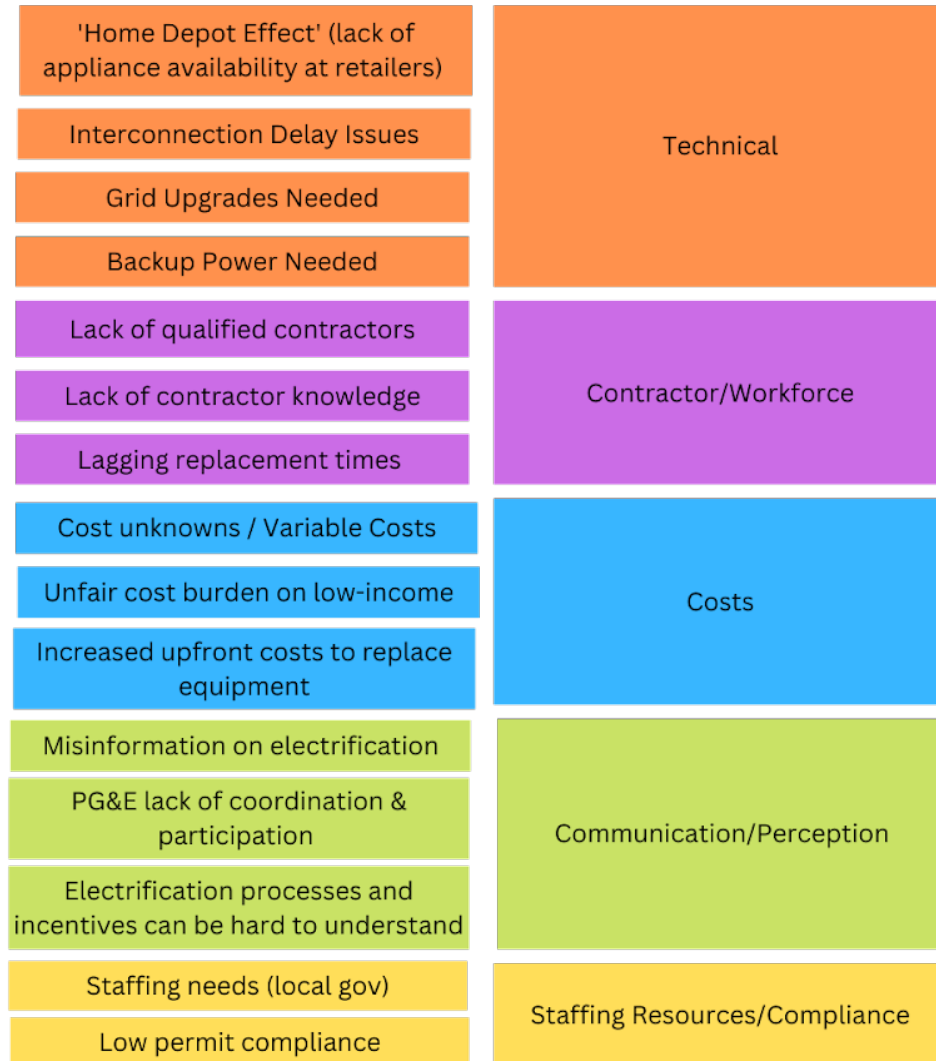 'Home Depot Effect' (lack of
appliance availability at retailers)
Interconnection Delay Issues
Grid Upgrades Needed
Backup Power Needed
Technical
Lack of qualified contractors
Lack of contractor knowledge
Lagging replacement times
Contractor/Workforce
Cost unknowns / Variable Costs
Unfair cost burden on low-income
Increased upfront costs to replace
equipment
Costs
Misinformation on electrification
PG&E lack of coordination &
participation
Electrification processes and
incentives can be hard to understand
Communication/Perception
Staffing needs (local gov)
Low permit compliance
Staffing Resources/Compliance